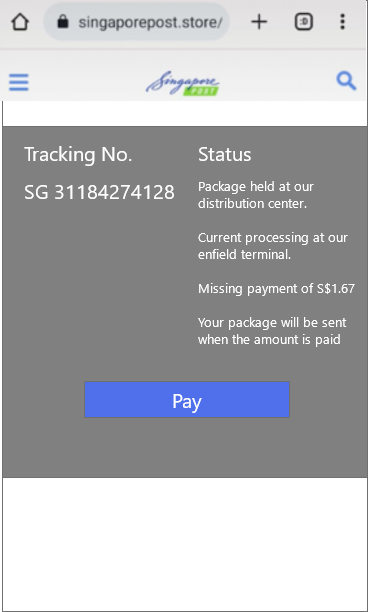 singaporepost.store/
:D
Singapore
POST
Tracking No.
SG 31184274128
Status
Package held at our
distribution center.
Current processing at our
enfield terminal.
Missing payment of S$1.67
Your package will be sent
when the amount is paid
Pay